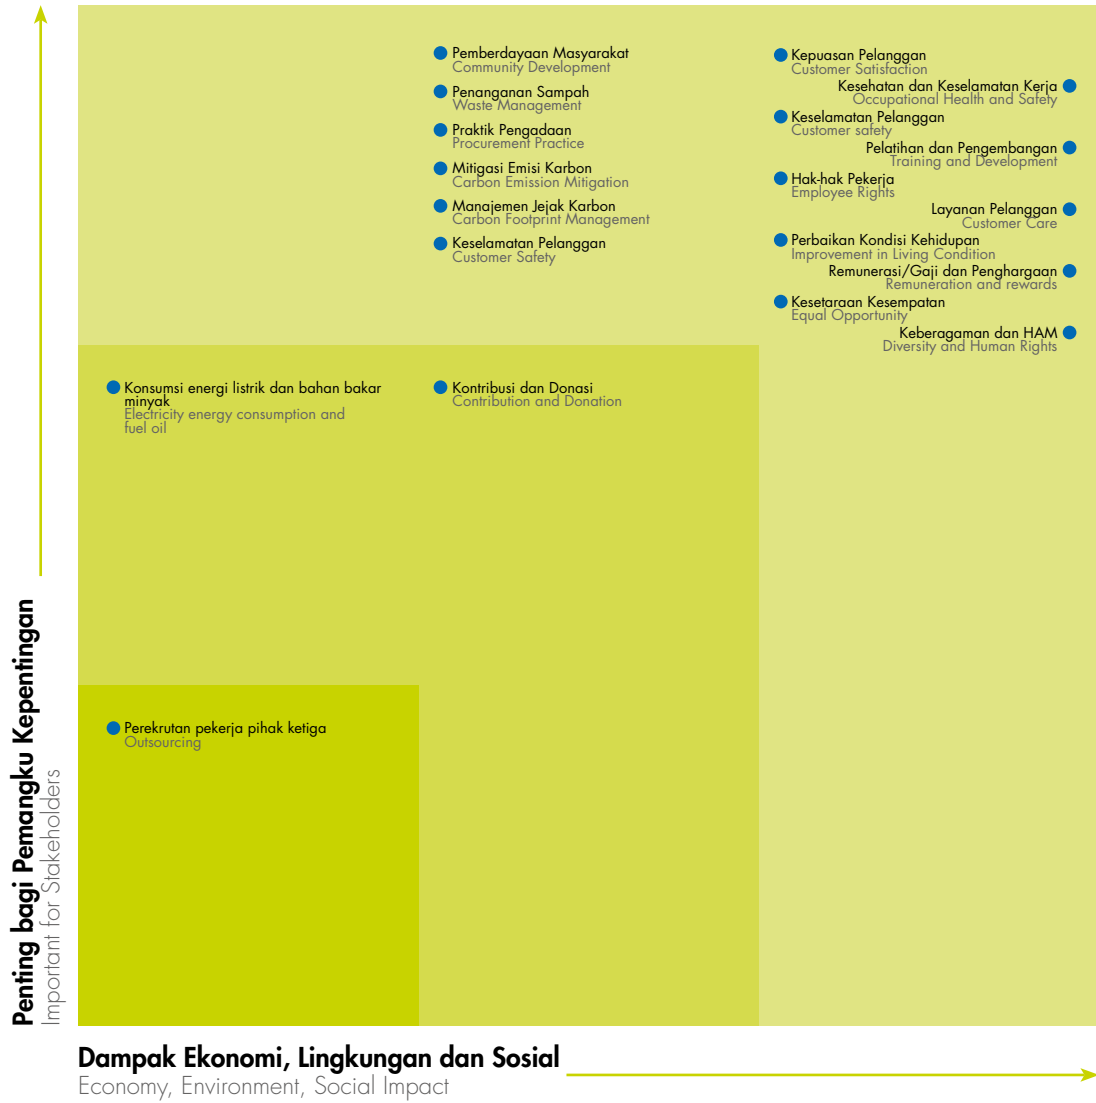 Pemberdayaan Masyarakat
Community Development
Penanganan Sampah
Waste Management
Praktik Pengadaan
Procurement Practice
Mitigasi Emisi Karbon
Carbon Emission Mitigation
Manajemen Jejak Karbon
Carbon Footprint Management
Keselamatan Pelanggan
Customer Safety
Kepuasan Pelanggan
Customer Satisfaction
Kesehatan dan Keselamatan Kerja
Occupational Health and Safety
Keselamatan Pelanggan
Customer safety
Pelatihan dan Pengembangan
Training and Development
Hak-hak Pekerja
Employee Rights
Layanan Pelanggan
Customer Care
Perbaikan Kondisi Kehidupan
Improvement in Living Condition
Remunerasi/Gaji dan Penghargaan
Remuneration and rewards
Kesetaraan Kesempatan
Equal Opportunity
Keberagaman dan HAM
Diversity and Human Rights
Konsumsi energi listrik dan bahan bakar
minyak
Electricity energy consumption and
fuel oil
Kontribusi dan Donasi
Contribution and Donation
Perekrutan pekerja pihak ketiga
Outsourcing
Penting bagi Pemangku Kepentingan
Important for Stakeholders
Dampak Ekonomi, Lingkungan dan Sosial
Economy, Environment, Social Impact